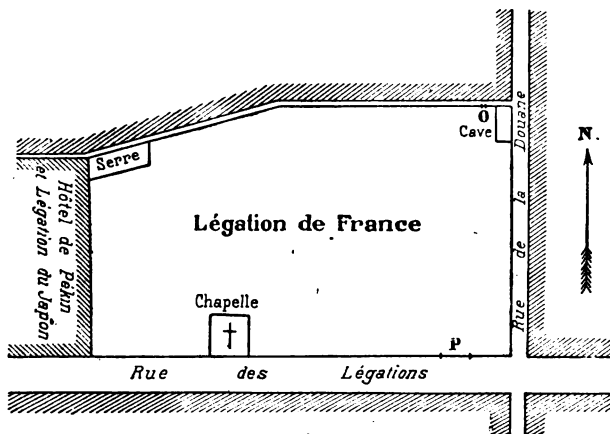 O
Cave
N.
Serre
Hôtel de Pékin
et Légation du Japon
Légation de France
Rue de la Douane
Chapelle
P
Rue des Légations